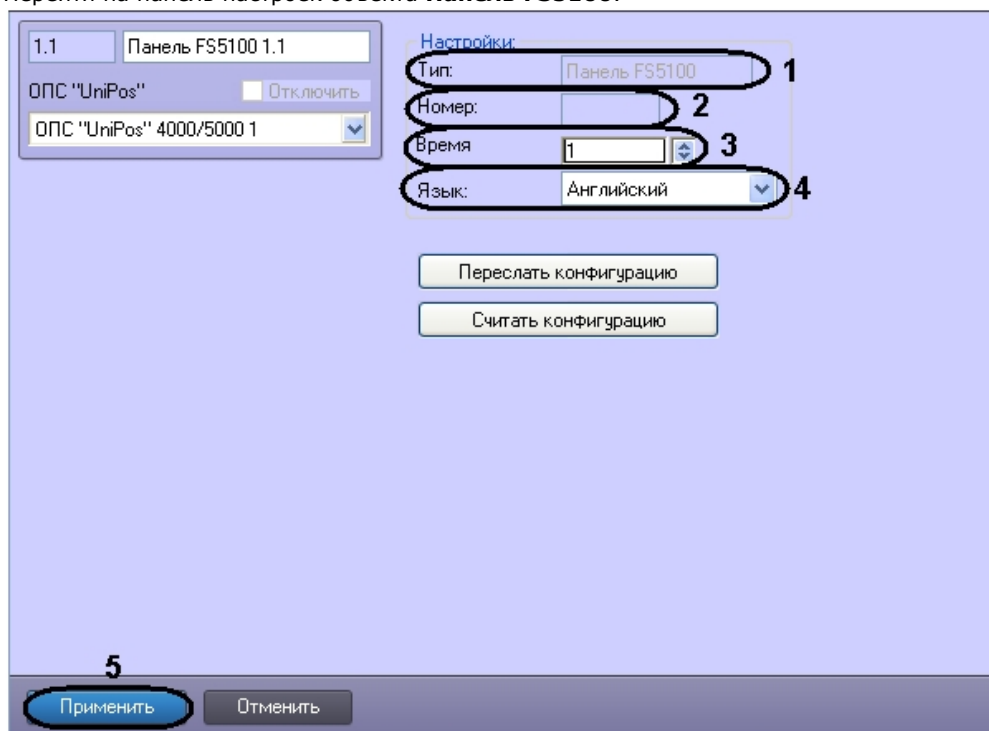 Перейти на панель настроек объекта Панель FS5100.
1.1 Панель FS5100 1.1
ОПС "UniPos" Отключить
ОПС "UniPos" 4000/5000 1
Настройки:
Тип: Панель FS5100 1
Номер: 2
Время 1 3
Язык: Английский 4
Переслать конфигурацию
Считать конфигурацию
5
Применить Отменить